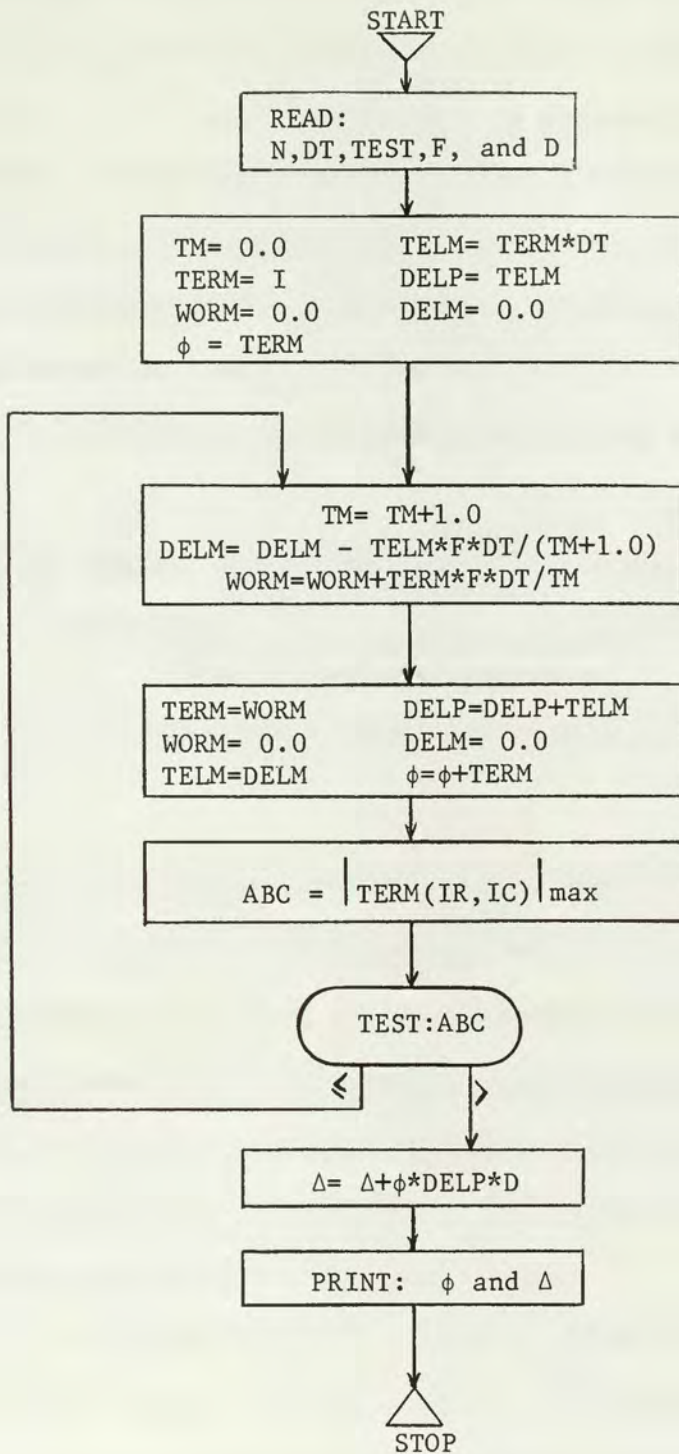 START
READ:
N,DT,TEST,F, and D
TM= 0.0 TELM= TERM*DT
TERM= I DELP= TELM
WORM= 0.0 DELM= 0.0
ϕ = TERM
TM= TM+1.0
DELM= DELM - TELM*F*DT/(TM+1.0)
WORM=WORM+TERM*F*DT/TM
TERM=WORM DELP=DELP+TELM
WORM= 0.0 DELM= 0.0
TELM=DELM ϕ=ϕ+TERM
ABC = |TERM(IR,IC)|max
TEST:ABC
≤ >
Δ= Δ+ϕ*DELP*D
PRINT: ϕ and Δ
STOP